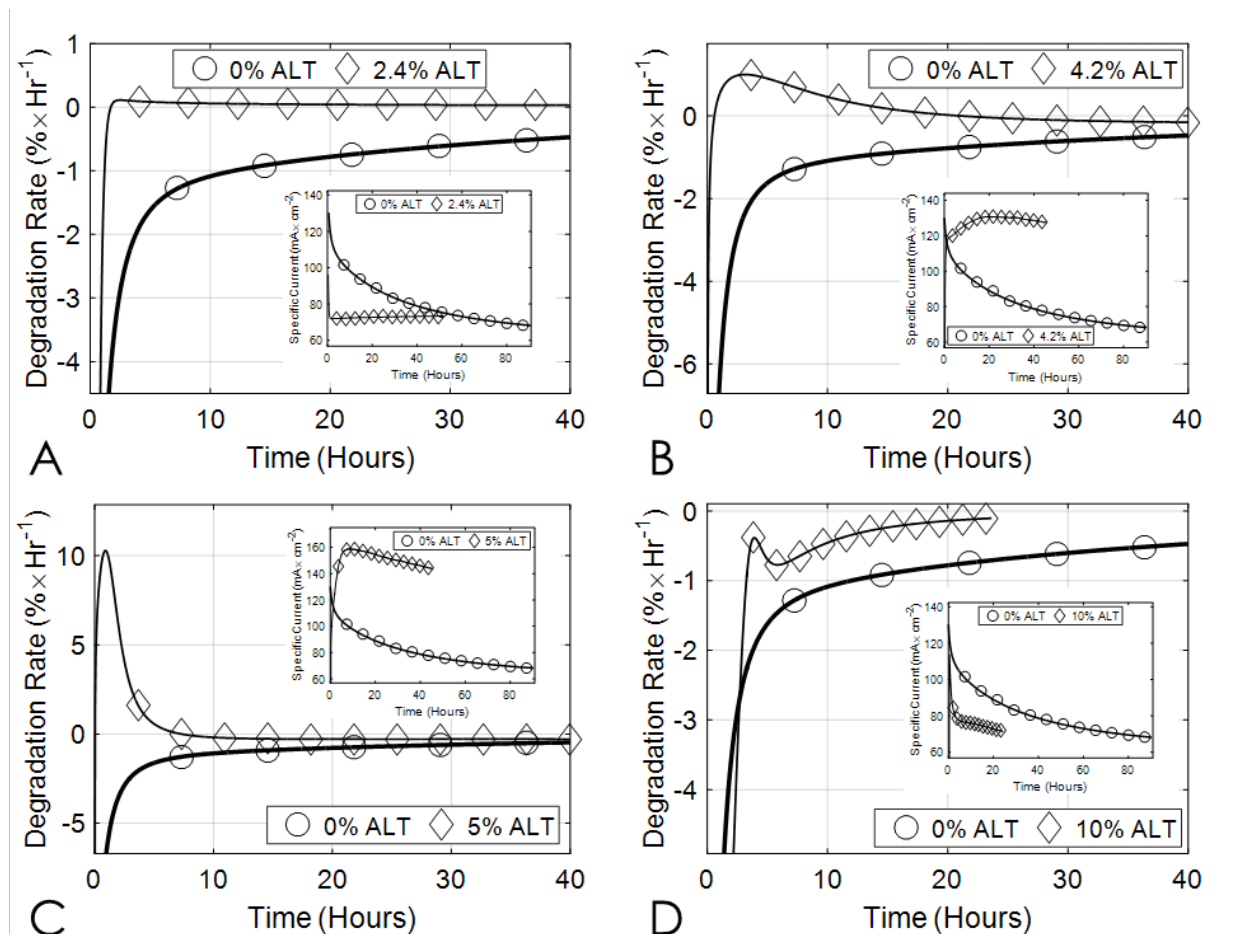 1
0
-1
-2
-3
-4
Degradation Rate (%×Hr⁻¹)
0% ALT 2.4% ALT
140
120
100
80
60
Specific Current (mA×cm⁻²)
0% ALT 2.4% ALT
0 20 40 60 80
Time (Hours)
0 10 20 30 40
Time (Hours)
A
0
-2
-4
-6
Degradation Rate (%×Hr⁻¹)
0% ALT 4.2% ALT
140
120
100
80
60
Specific Current (mA×cm⁻²)
0% ALT 4.2% ALT
0 20 40 60 80
Time (Hours)
0 10 20 30 40
Time (Hours)
B
10
5
0
-5
Degradation Rate (%×Hr⁻¹)
160
140
120
100
80
60
Specific Current (mA×cm⁻²)
0% ALT 5% ALT
0 20 40 60 80
Time (Hours)
0% ALT 5% ALT
0 10 20 30 40
Time (Hours)
C
0
-1
-2
-3
-4
Degradation Rate (%×Hr⁻¹)
140
120
100
80
60
Specific Current (mA×cm⁻²)
0% ALT 10% ALT
0 20 40 60 80
Time (Hours)
0% ALT 10% ALT
0 10 20 30 40
Time (Hours)
D